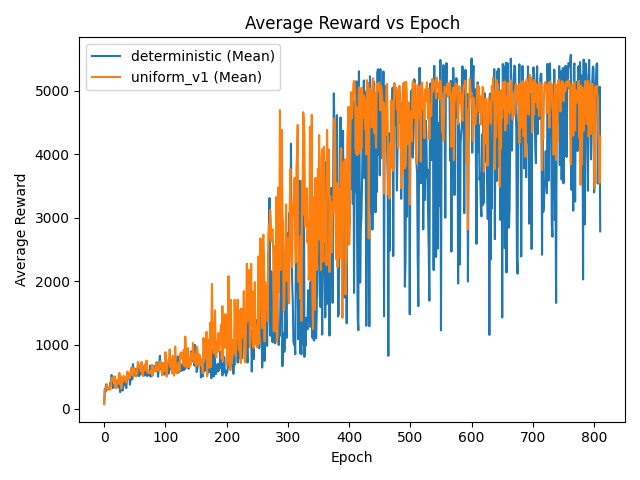 Average Reward vs Epoch
deterministic (Mean)
uniform_v1 (Mean)
Average Reward
5000
4000
3000
2000
1000
0
0 100 200 300 400 500 600 700 800
Epoch